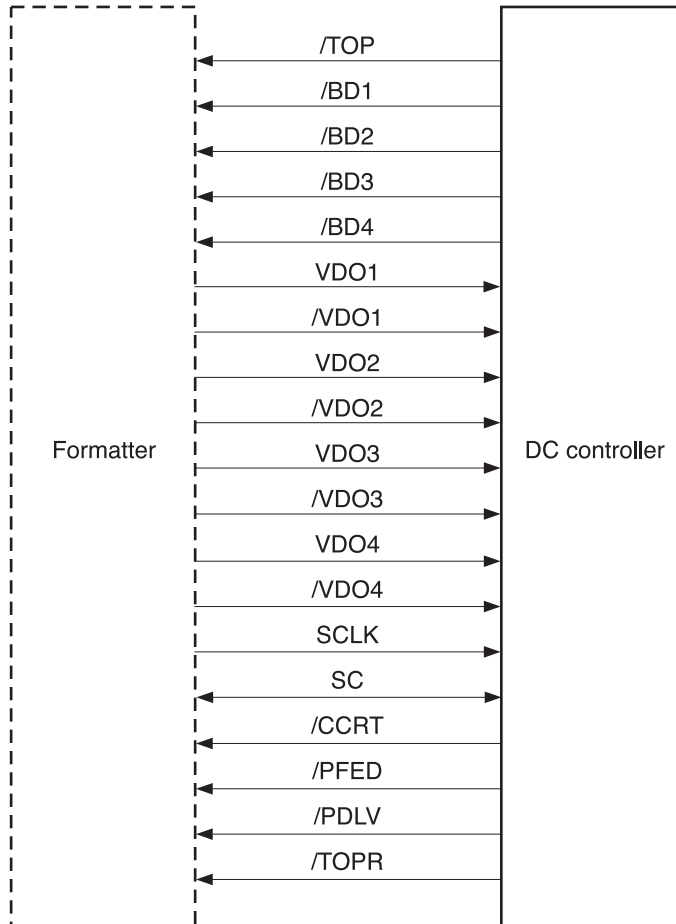 /TOP
/BD1
/BD2
/BD3
/BD4
VDO1
/VDO1
VDO2
/VDO2
Formatter
VDO3
DC controller
/VDO3
VDO4
/VDO4
SCLK
SC
/CCRT
/PFED
/PDLV
/TOPR